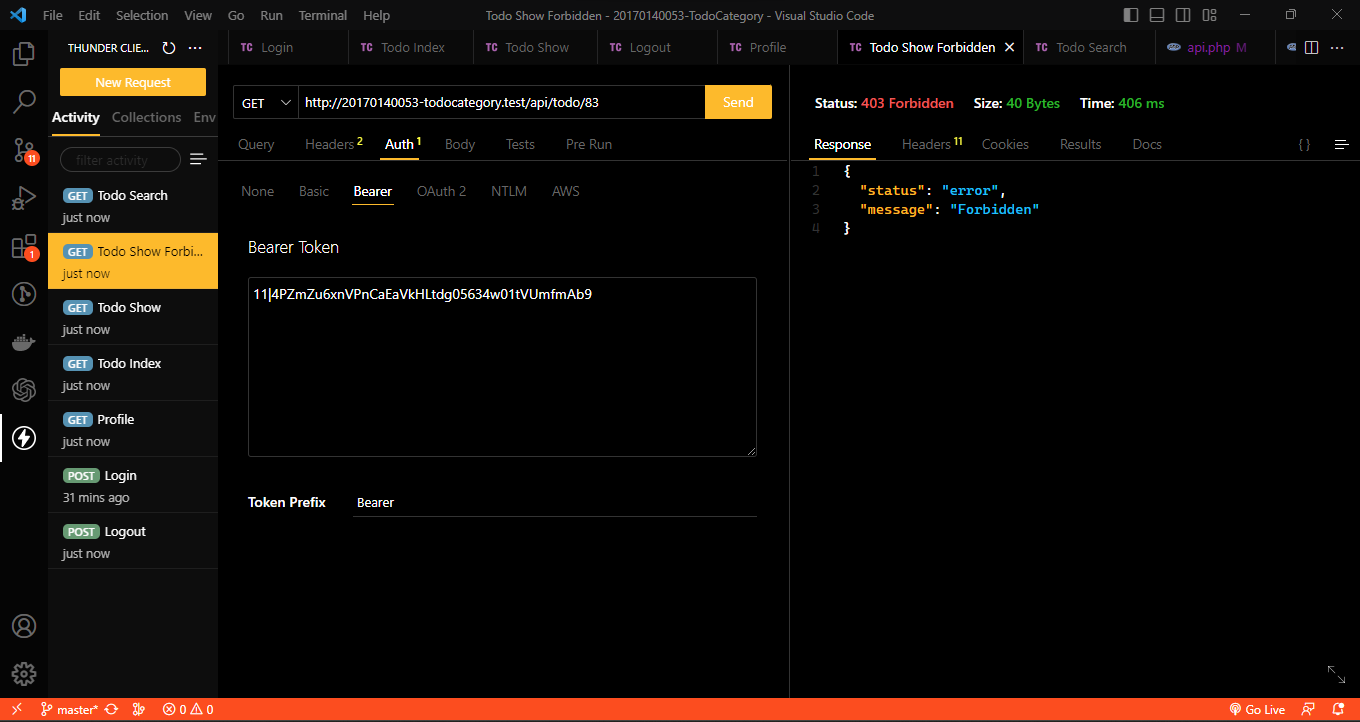 File Edit Selection View Go Run Terminal Help Todo Show Forbidden - 20170140053-TodoCategory - Visual Studio Code
THUNDER CLIE... ...
TC Login TC Todo Index TC Todo Show TC Logout TC Profile TC Todo Show Forbidden TC Todo Search php api.php M ...
New Request
Activity Collections Env
filter activity
GET Todo Search
just now
GET Todo Show Forbi...
just now
GET Todo Show
just now
GET Todo Index
just now
GET Profile
just now
POST Login
31 mins ago
POST Logout
just now
11
1
GET http://20170140053-todocategory.test/api/todo/83 Send
Query Headers 2 Auth 1 Body Tests Pre Run
None Basic Bearer OAuth 2 NTLM AWS
Bearer Token
11|4PZmZu6xnVPnCaEaVkHLtdg05634w01tVUmfmAb9
Token Prefix Bearer
Status: 403 Forbidden Size: 40 Bytes Time: 406 ms
Response Headers 11 Cookies Results Docs { }
1 {
2 "status": "error",
3 "message": "Forbidden"
4 }
master* 0 0 Go Live